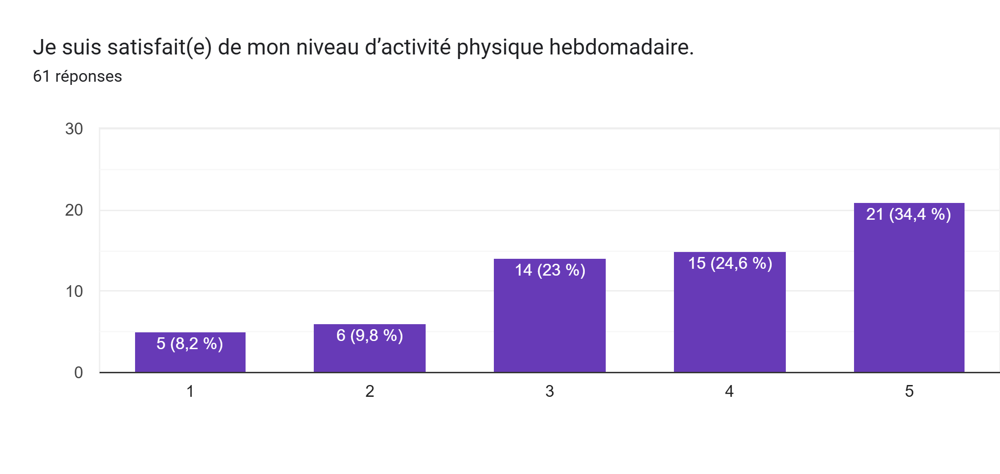 Je suis satisfait(e) de mon niveau d’activité physique hebdomadaire.
61 réponses
30
20
10
0
5 (8,2 %)
6 (9,8 %)
14 (23 %)
15 (24,6 %)
21 (34,4 %)
1
2
3
4
5